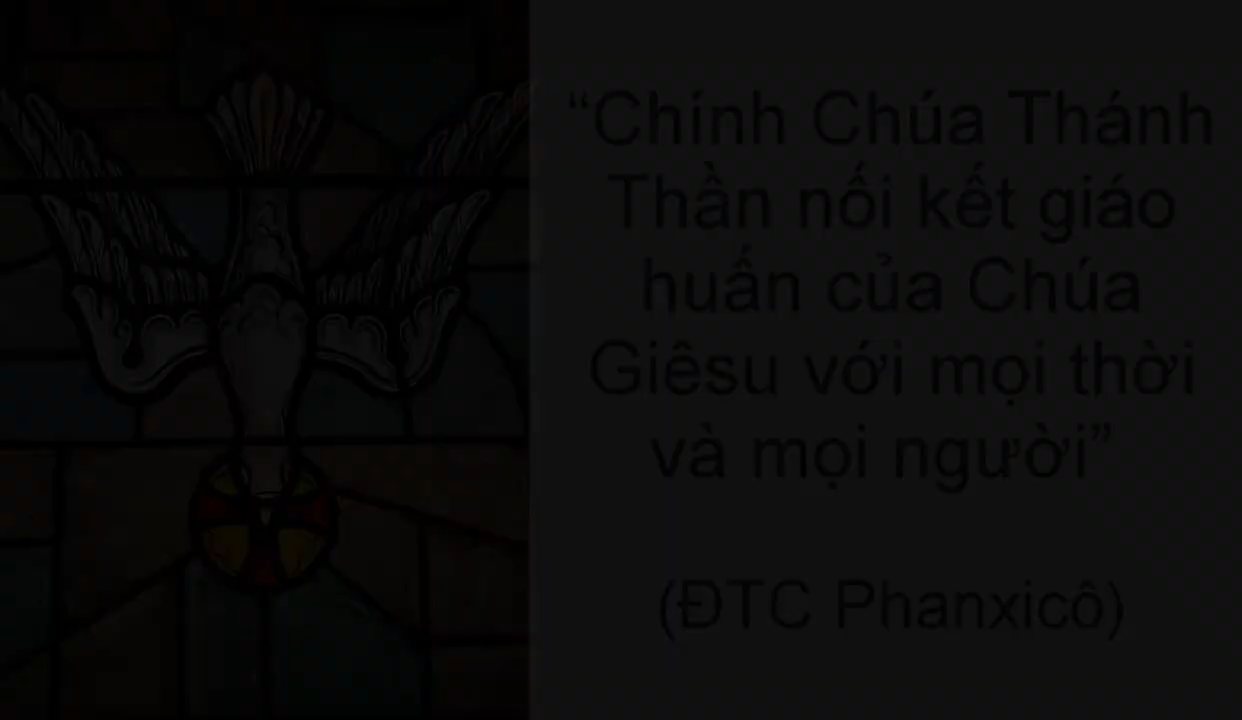 “Chính Chúa Thánh
Thần nối kết giáo
huấn của Chúa
Giêsu với mọi thời
và mọi người”
(ĐTC Phanxicô)